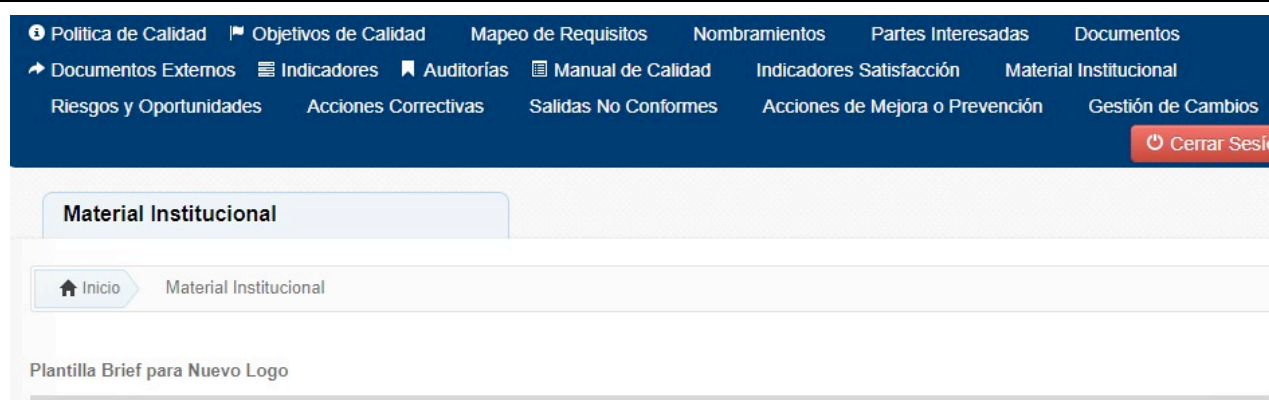 Politica de Calidad Objetivos de Calidad Mapeo de Requisitos Nombramientos Partes Interesadas Documentos
Documentos Externos Indicadores Auditorías Manual de Calidad Indicadores Satisfacción Material Institucional
Riesgos y Oportunidades Acciones Correctivas Salidas No Conformes Acciones de Mejora o Prevención Gestión de Cambios
Cerrar
Material Institucional
Inicio Material Institucional
Plantilla Brief para Nuevo Logo